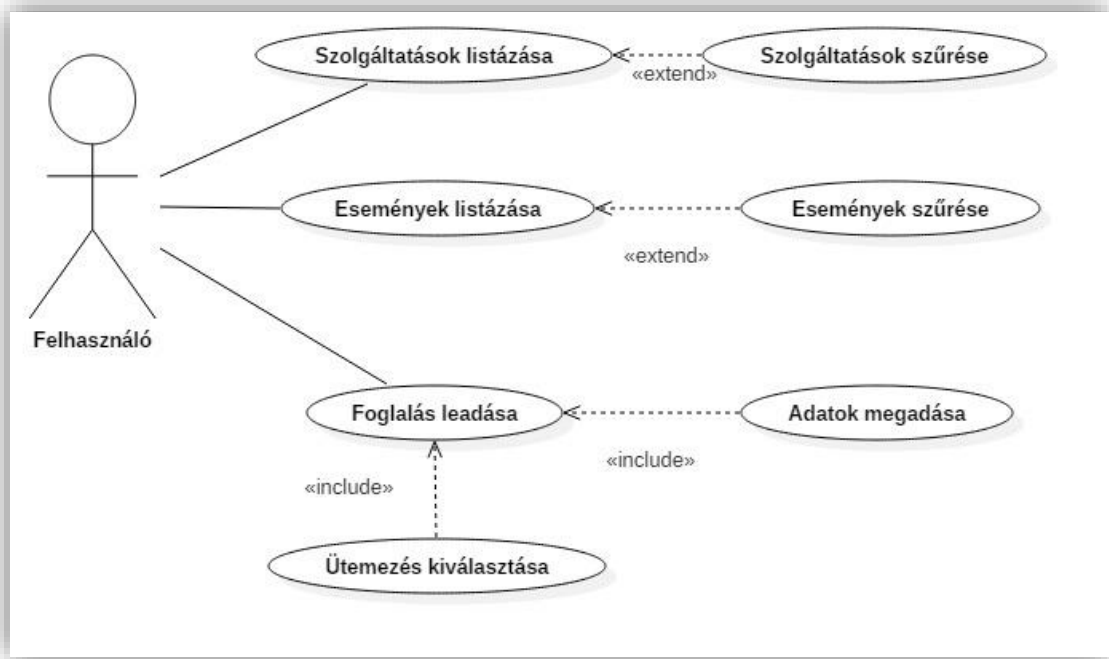 Szolgáltatások listázása
«extend»
Szolgáltatások szűrése
Események listázása
«extend»
Események szűrése
Felhasználó
Foglalás leadása
«include»
Adatok megadása
«include»
Ütemezés kiválasztása